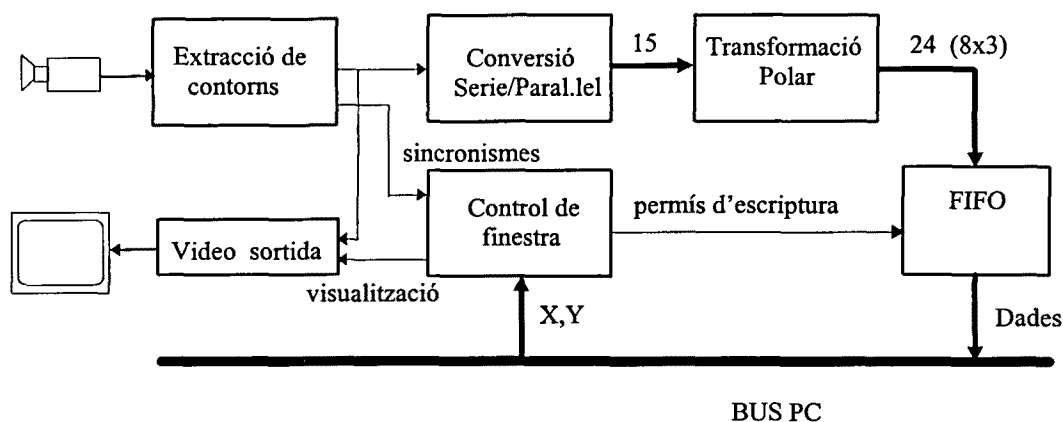 Extracció de
contorns
Conversió
Serie/Paral.lel
15
Transformació
Polar
24 (8x3)
sincronismes
Control de
finestra
permís d'escriptura
FIFO
Video sortida
visualització
X,Y
Dades
BUS PC